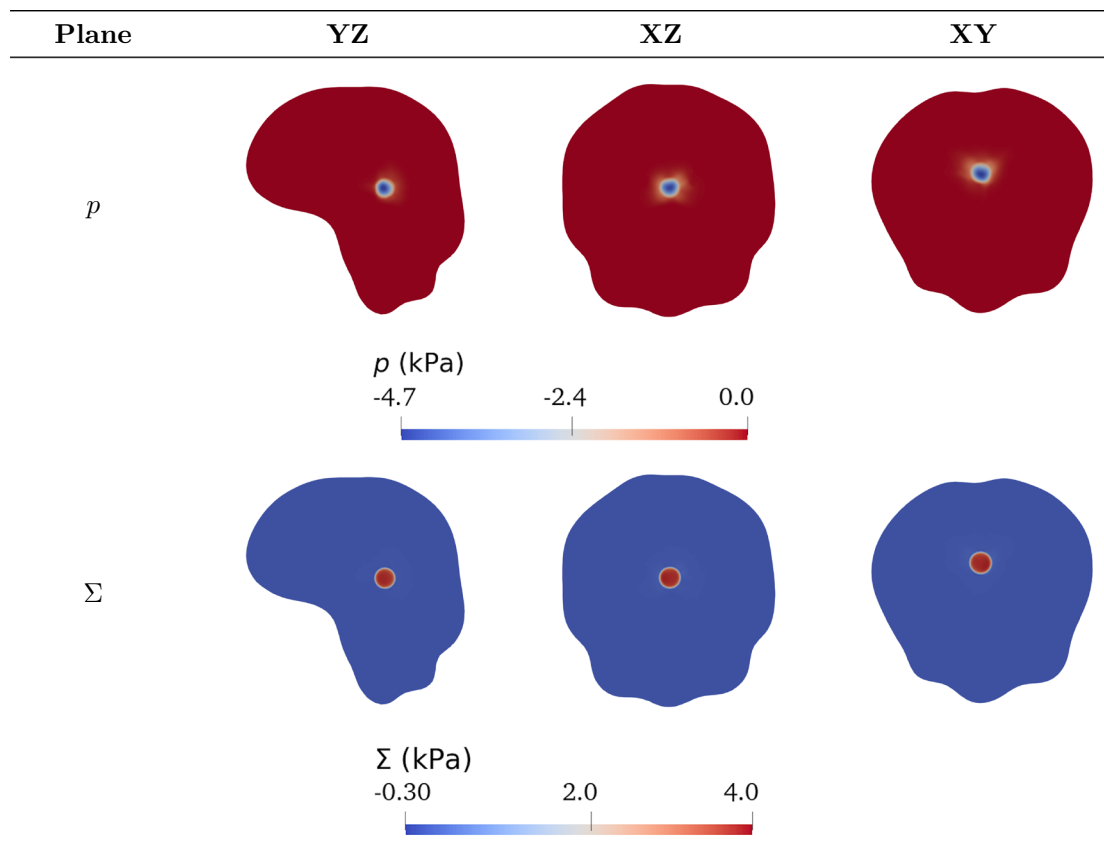 Plane YZ XZ XY
p
p (kPa)
-4.7 -2.4 0.0
Σ
Σ (kPa)
-0.30 2.0 4.0